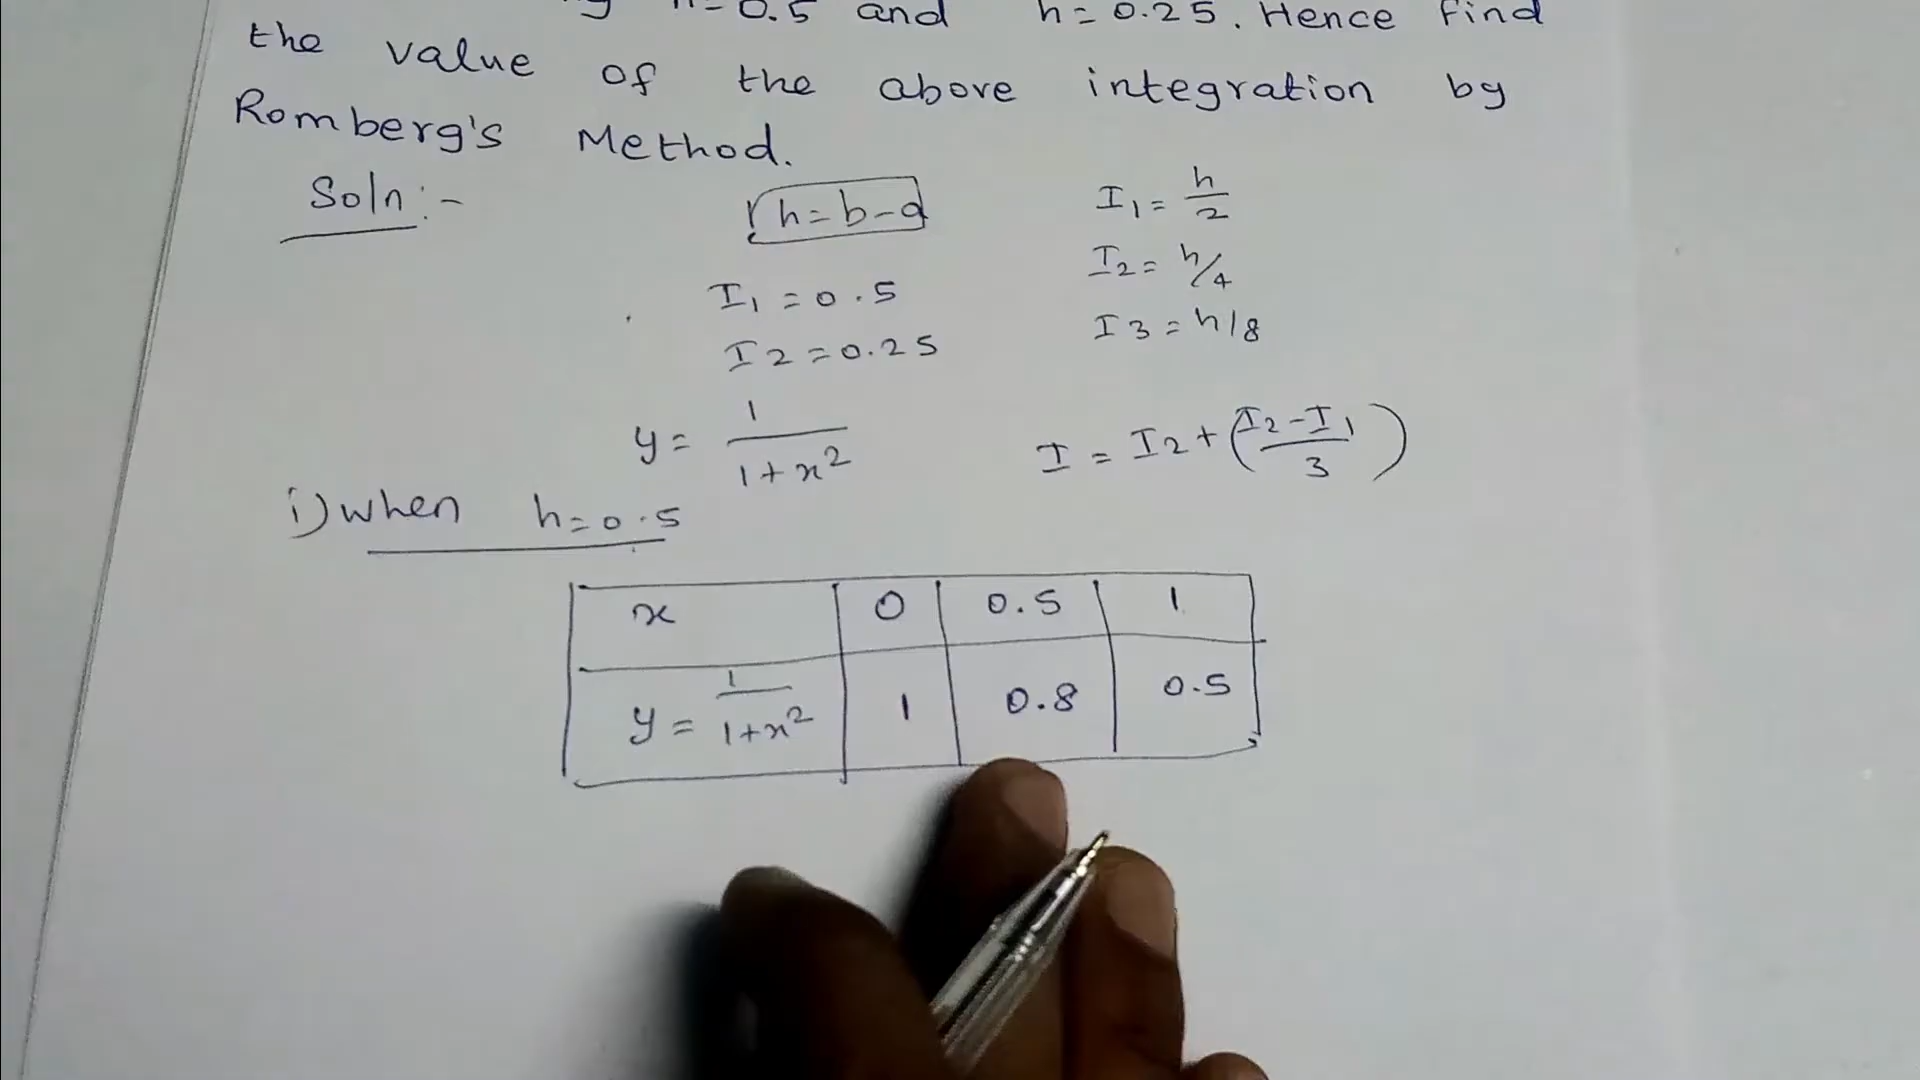 h=0.5 and h=0.25. Hence Find
the value of the above integration by
Romberg's Method.
Soln:-
h=b-a
I1 = h/2
I2 = h/4
I3 = h/8
I1 = 0.5
I2 = 0.25
y = 1/(1+x²)
I = I2 + (I2-I1/3)
i) when h=0.5
x 0 0.5 1
y = 1/(1+x²) 1 0.8 0.5